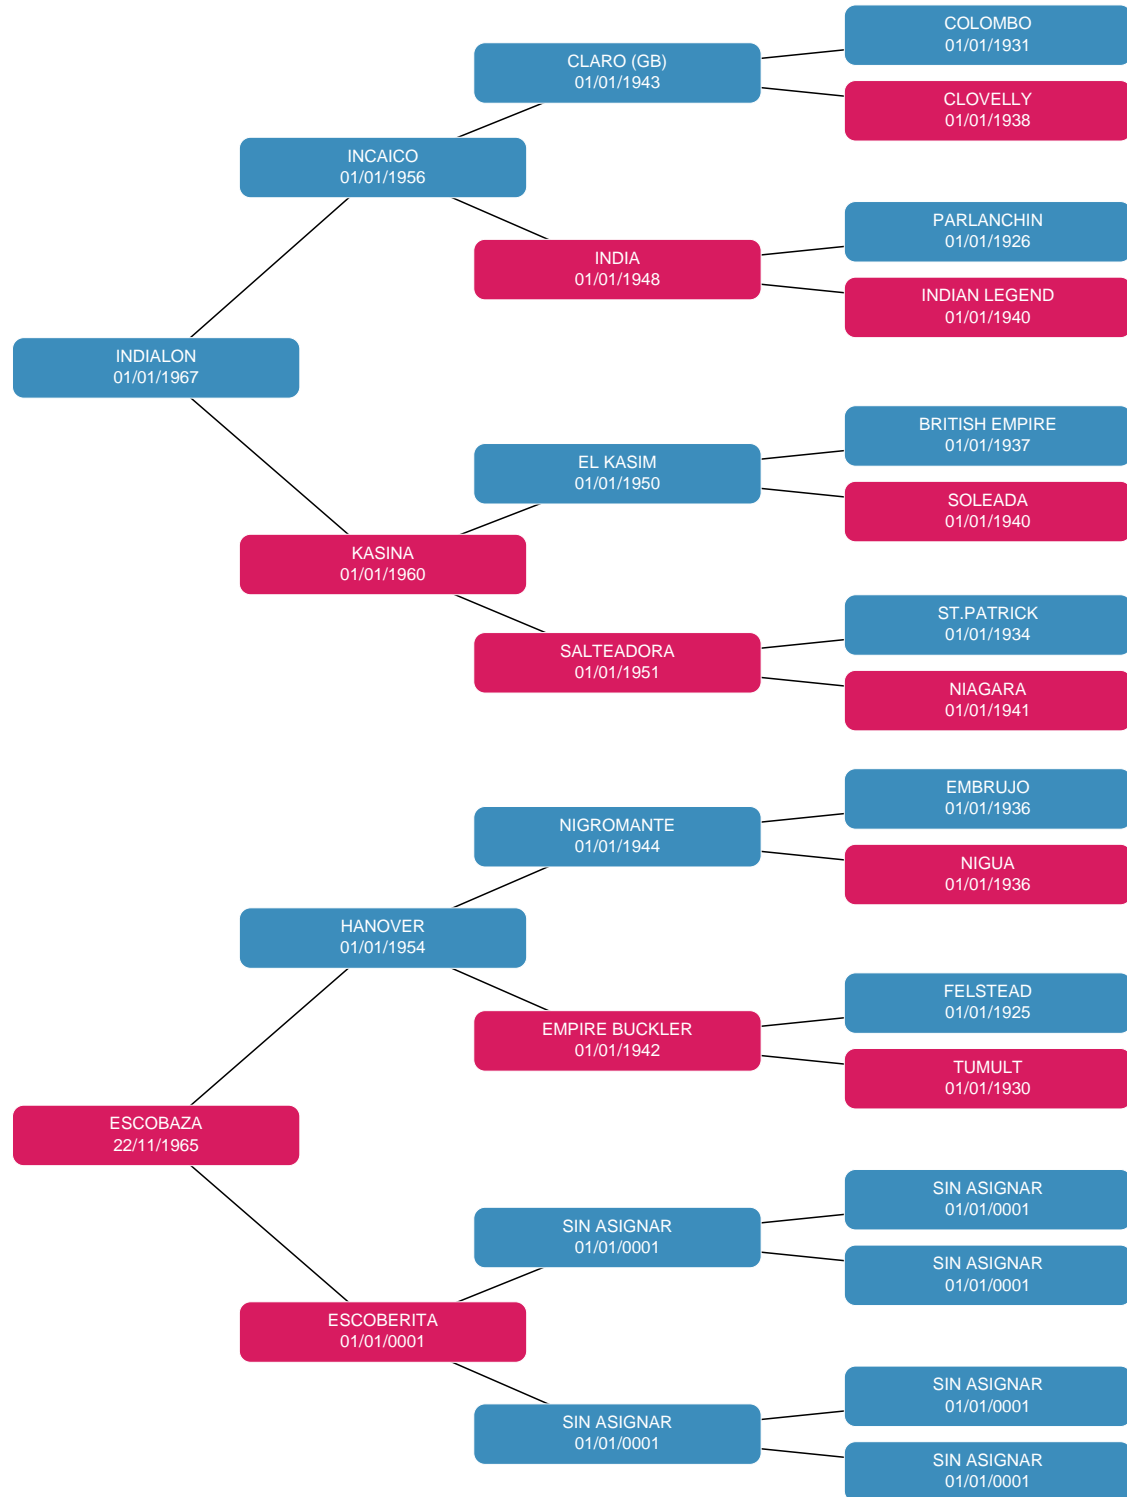 COLOMBO
01/01/1931
CLARO (GB)
01/01/1943
CLOVELLY
01/01/1938
INCAICO
01/01/1956
PARLANCHIN
01/01/1926
INDIA
01/01/1948
INDIAN LEGEND
01/01/1940
INDIALON
01/01/1967
BRITISH EMPIRE
01/01/1937
EL KASIM
01/01/1950
SOLEADA
01/01/1940
KASINA
01/01/1960
ST.PATRICK
01/01/1934
SALTEADORA
01/01/1951
NIAGARA
01/01/1941
EMBRUJO
01/01/1936
NIGROMANTE
01/01/1944
NIGUA
01/01/1936
HANOVER
01/01/1954
FELSTEAD
01/01/1925
EMPIRE BUCKLER
01/01/1942
TUMULT
01/01/1930
ESCOBAZA
22/11/1965
SIN ASIGNAR
01/01/0001
SIN ASIGNAR
01/01/0001
SIN ASIGNAR
01/01/0001
ESCOBERITA
01/01/0001
SIN ASIGNAR
01/01/0001
SIN ASIGNAR
01/01/0001
SIN ASIGNAR
01/01/0001